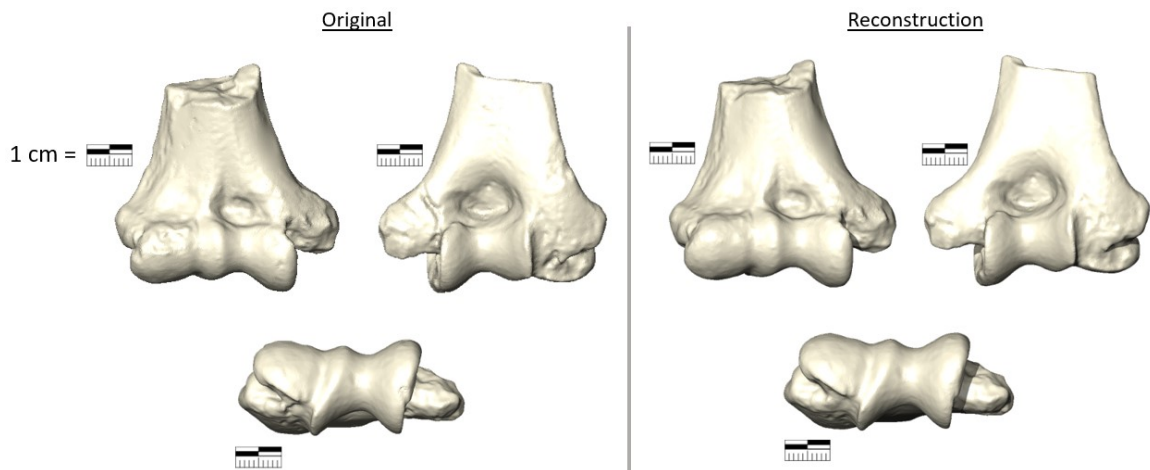 Original
Reconstruction
1 cm =